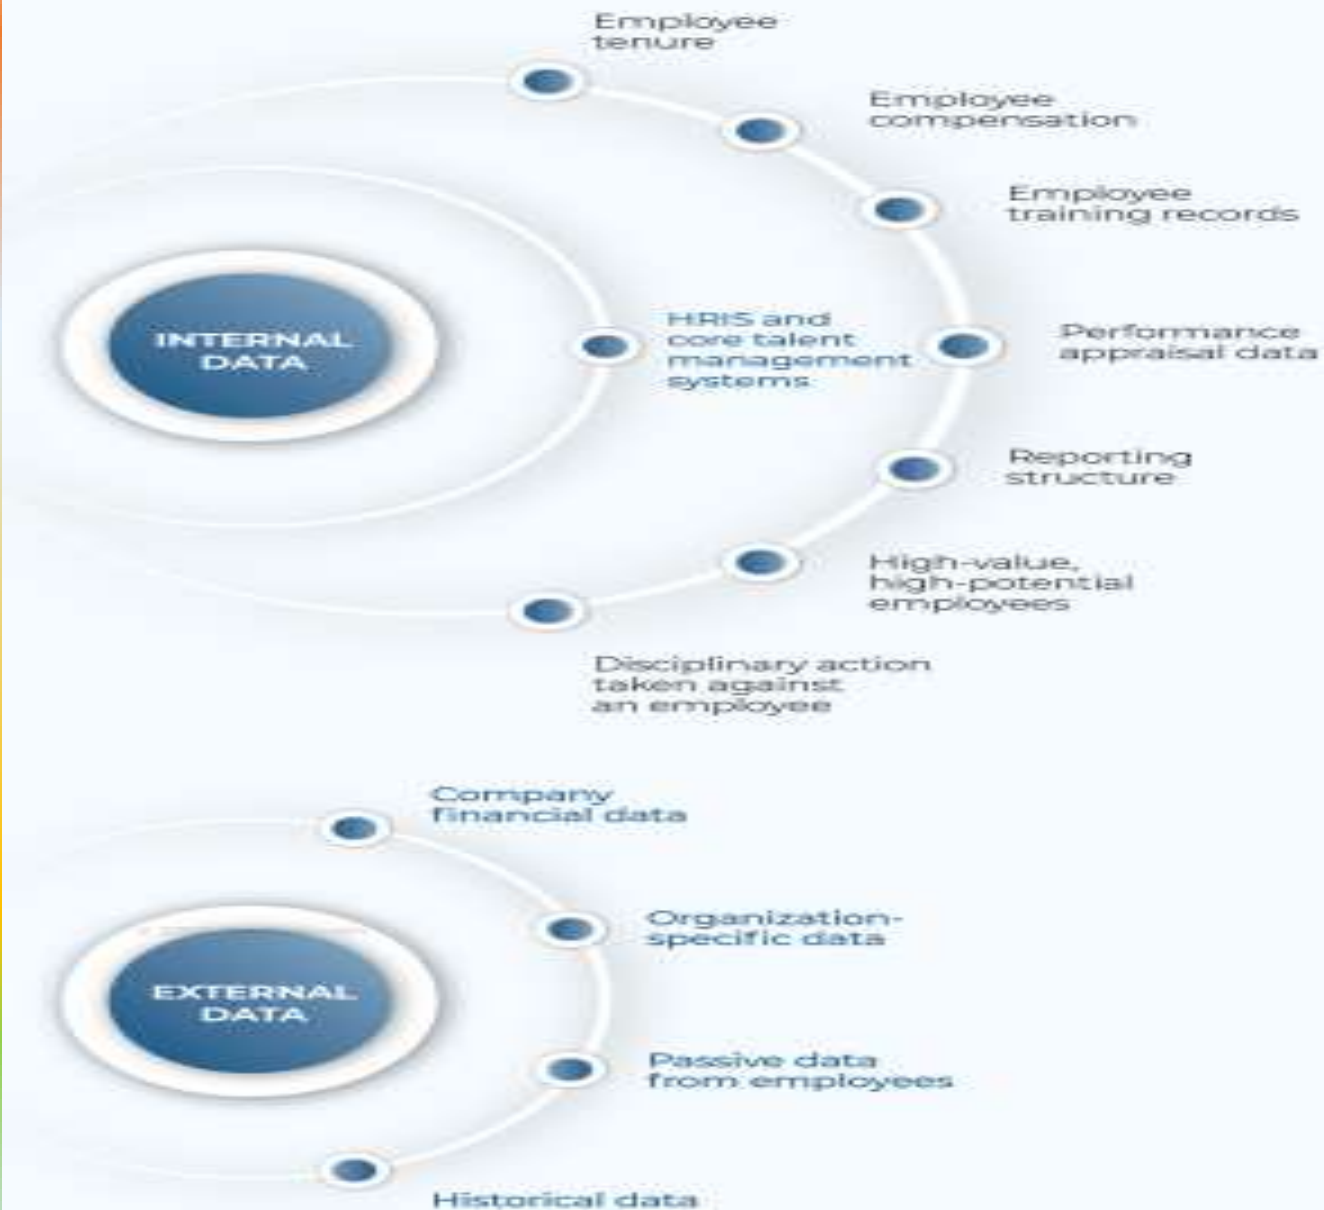 Employee
tenure
Employee
compensation
Employee
training records
INTERNAL
DATA
HRIS and
core talent
management
systems
Performance
appraisal data
Reporting
structure
High-value,
high-potential
employees
Disciplinary action
taken against
an employee
Company
financial data
Organization-
specific data
EXTERNAL
DATA
Passive data
from employees
Historical data